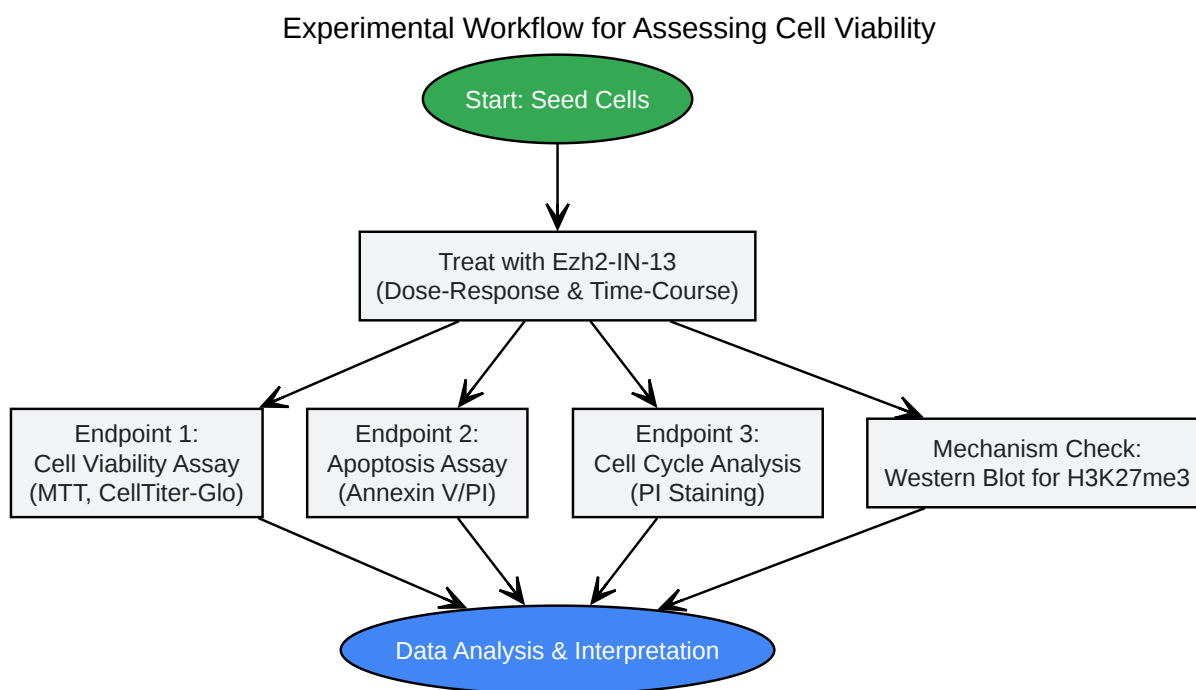 Experimental Workflow for Assessing Cell Viability
Start: Seed Cells
Treat with Ezh2-IN-13
(Dose-Response & Time-Course)
Endpoint 1:
Cell Viability Assay
(MTT, CellTiter-Glo)
Endpoint 2:
Apoptosis Assay
(Annexin V/PI)
Endpoint 3:
Cell Cycle Analysis
(PI Staining)
Mechanism Check:
Western Blot for H3K27me3
Data Analysis & Interpretation